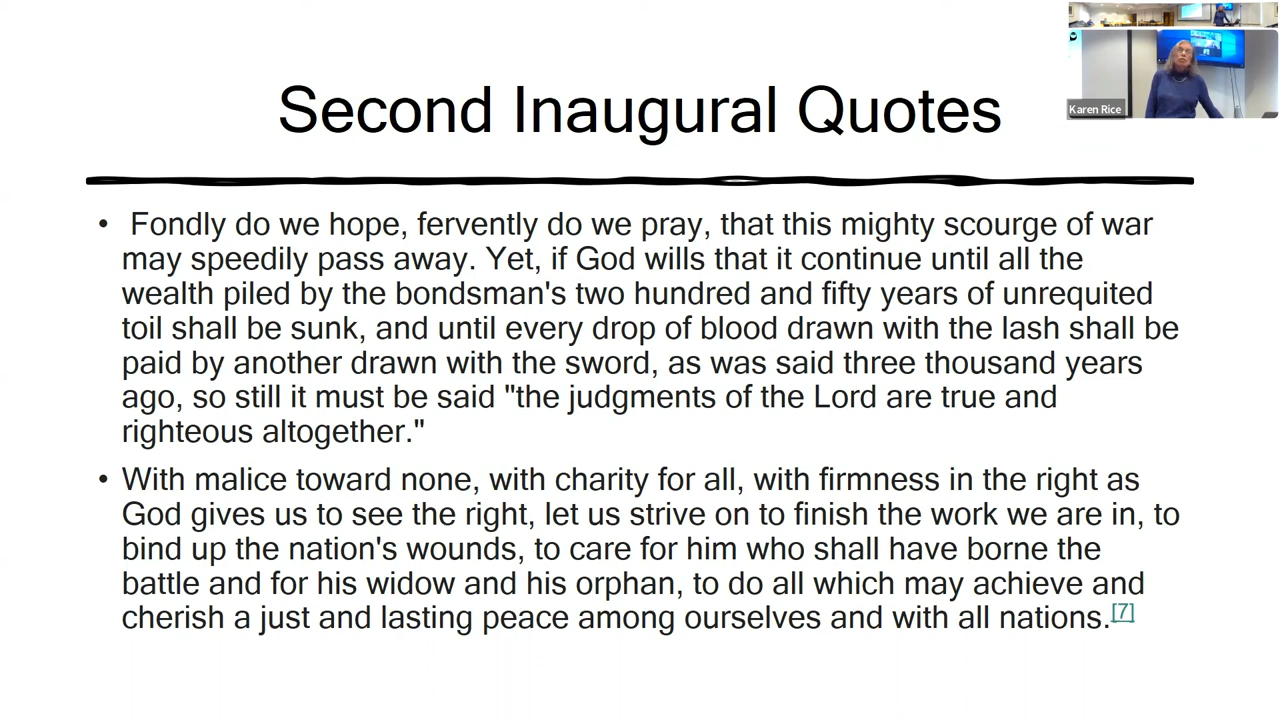 Second Inaugural Quotes
Karen Rice
• Fondly do we hope, fervently do we pray, that this mighty scourge of war
may speedily pass away. Yet, if God wills that it continue until all the
wealth piled by the bondsman's two hundred and fifty years of unrequited
toil shall be sunk, and until every drop of blood drawn with the lash shall be
paid by another drawn with the sword, as was said three thousand years
ago, so still it must be said "the judgments of the Lord are true and
righteous altogether."
• With malice toward none, with charity for all, with firmness in the right as
God gives us to see the right, let us strive on to finish the work we are in, to
bind up the nation's wounds, to care for him who shall have borne the
battle and for his widow and his orphan, to do all which may achieve and
cherish a just and lasting peace among ourselves and with all nations.[7]